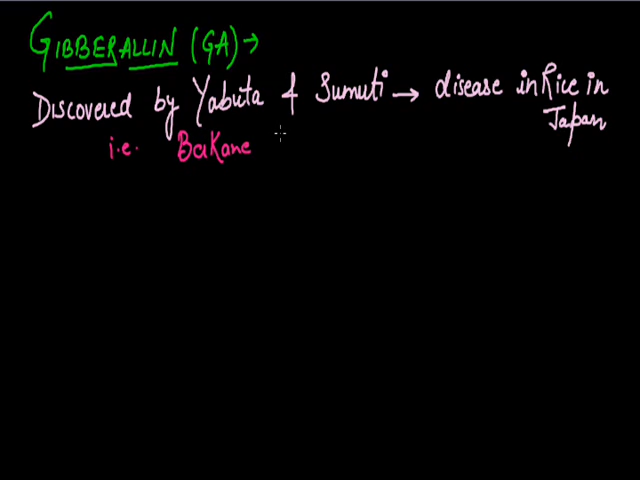 GIBBERALLIN (GA) →
Discovered by Yabuta & Sumuti → disease in Rice in
Japan
i.e. Bakane